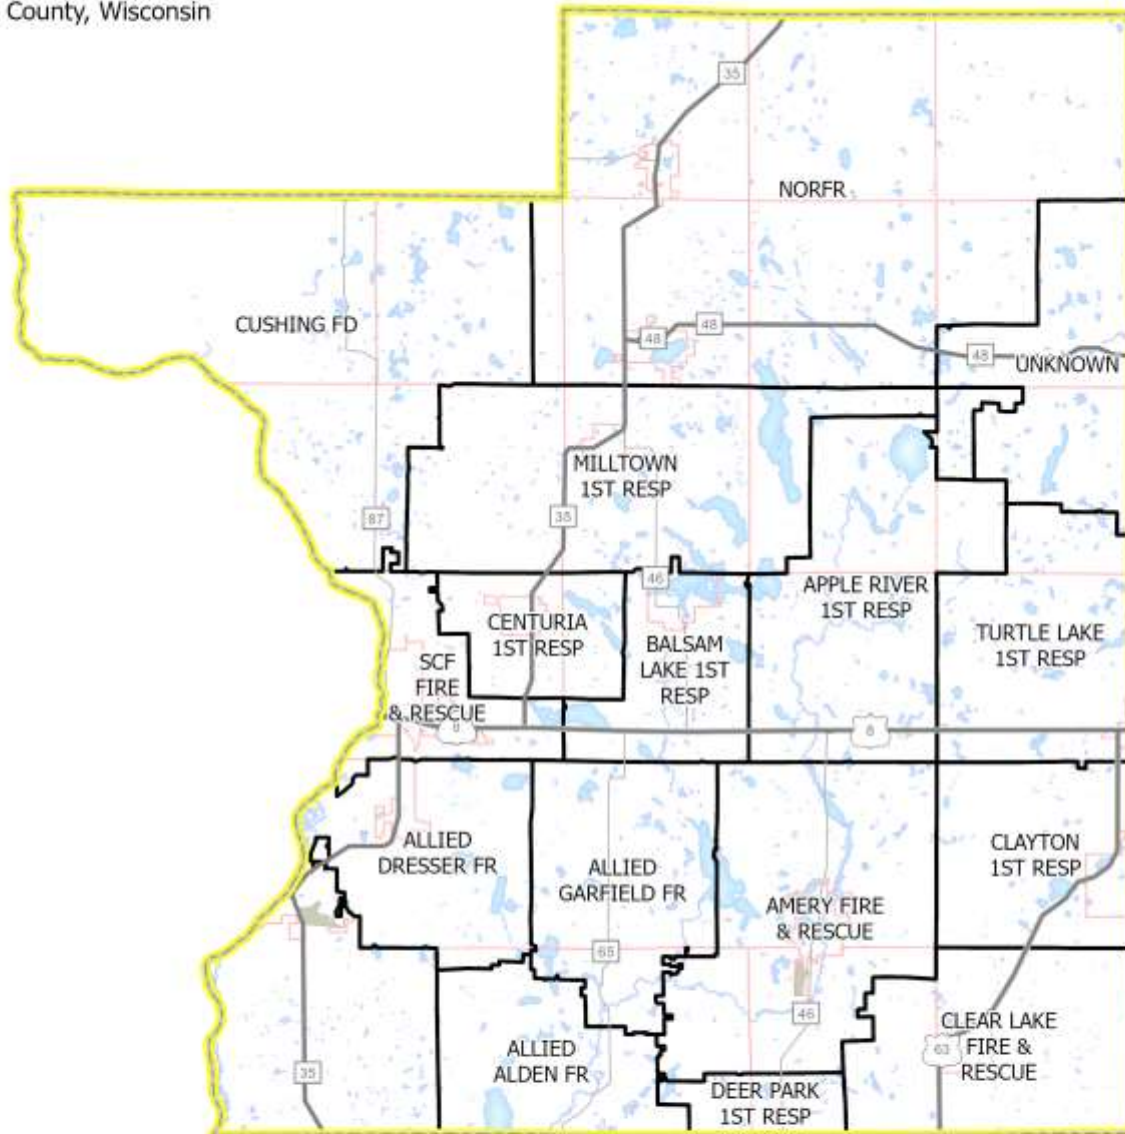 County, Wisconsin
35
NORFR
CUSHING FD
48
48
48
UNKNOWN
MILLTOWN
1ST RESP
87
35
46
APPLE RIVER
1ST RESP
CENTURIA
1ST RESP
BALSAM
LAKE 1ST
RESP
TURTLE LAKE
1ST RESP
SCF
FIRE
& RESCUE
8
8
ALLIED
DRESSER FR
ALLIED
GARFIELD FR
CLAYTON
1ST RESP
AMERY FIRE
& RESCUE
65
46
CLEAR LAKE
FIRE &
RESCUE
63
ALLIED
ALDEN FR
35
DEER PARK
1ST RESP